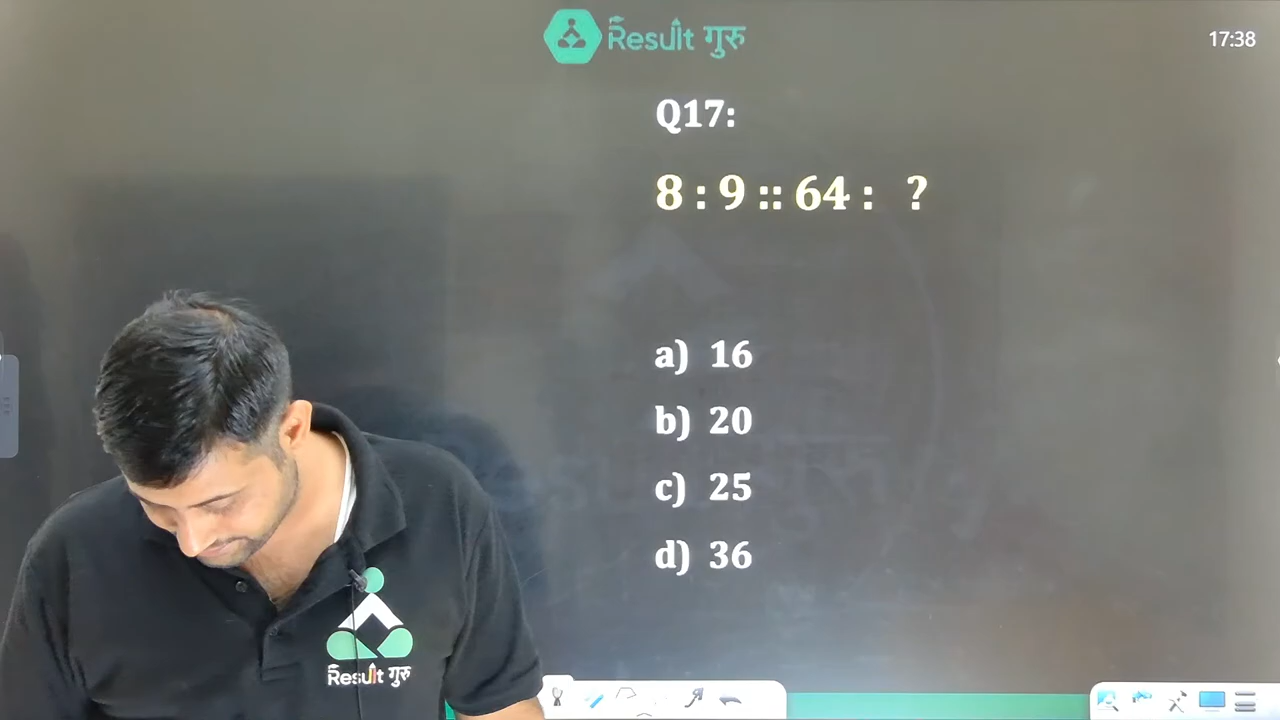 Result गुरु
17:38
Q17:
8 : 9 :: 64 : ?
a) 16
b) 20
c) 25
d) 36
Result गुरु